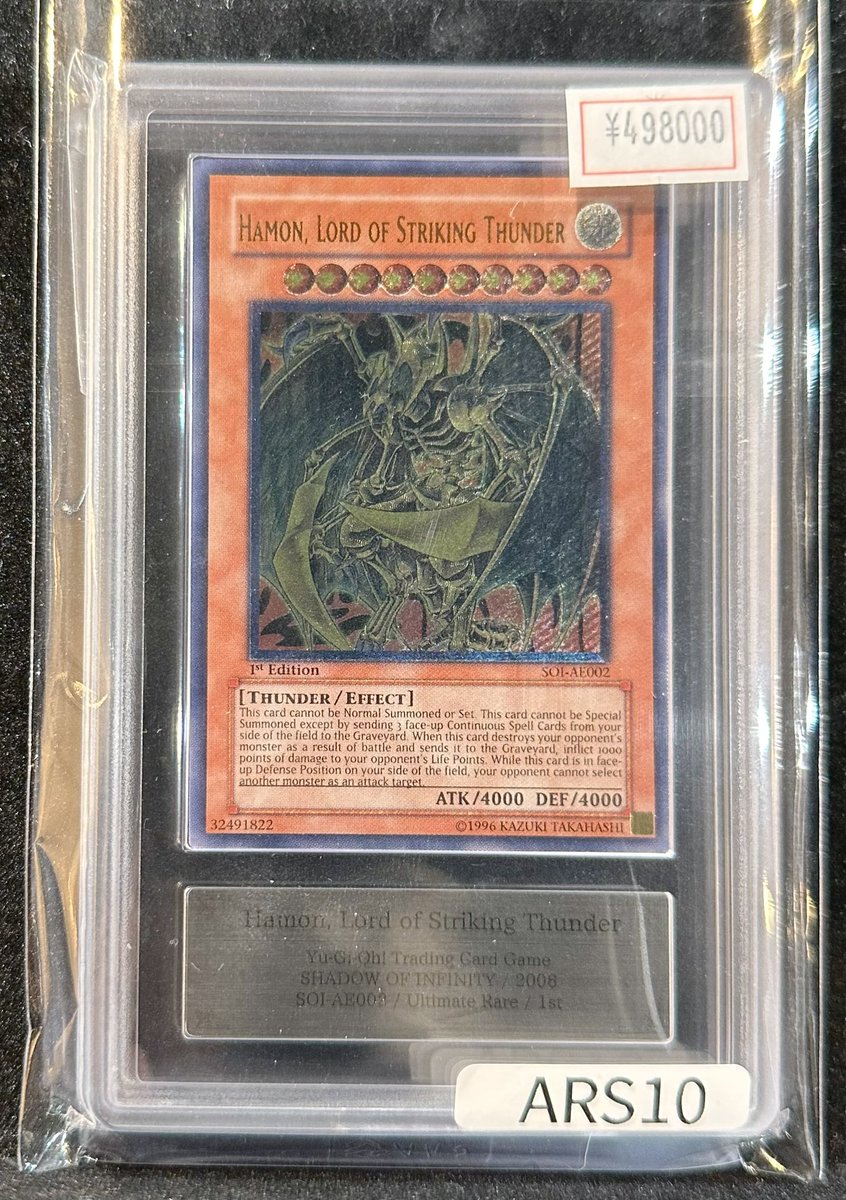 ¥498000
HAMON, LORD OF STRIKING THUNDER
1st Edition
SOI-AE002
[THUNDER/EFFECT]
This card cannot be Normal Summoned or Set. This card cannot be Special
Summoned except by sending 3 face-up Continuous Spell Cards from your
side of the field to the Graveyard. When this card destroys your opponent's
monster as a result of battle and sends it to the Graveyard, inflict 1000
points of damage to your opponent's Life Points. While this card is in face-
up Defense Position on your side of the field, your opponent cannot select
another monster as an attack target.
ATK/4000 DEF/4000
32491822
©1996 KAZUKI TAKAHASHI
Hamon, Lord of Striking Thunder
Yu-Gi-Oh! Trading Card Game
SHADOW OF INFINITY / 2008
/ Ultimate Rare / 1st
ARS10